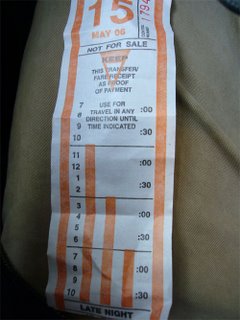 15
1794
MAY 06
NOT FOR SALE
KEEP
THIS TRANSFER/
FARE RECEIPT
AS PROOF
OF PAYMENT
7 USE FOR :00
8 TRAVEL IN ANY
DIRECTION UNTIL
9 TIME INDICATED
10 :30
11 :00
12
1
2 :30
3 :00
4
5
6 :30
7 :00
8
9
10 :30
LATE NIGHT